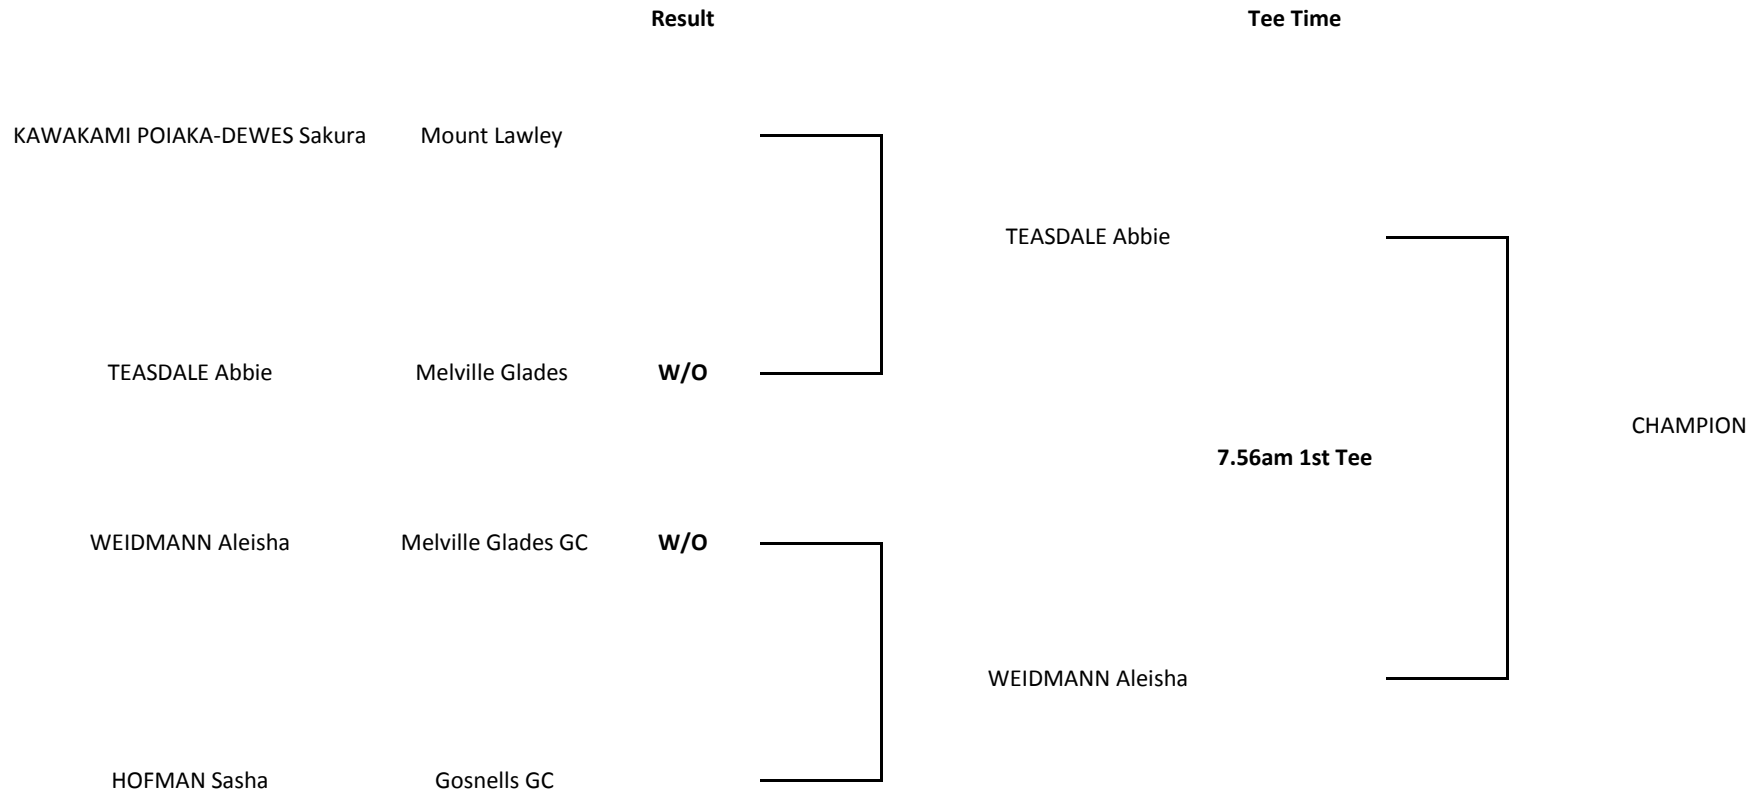 Result Tee Time
KAWAKAMI POIAKA-DEWES Sakura Mount Lawley
TEASDALE Abbie
TEASDALE Abbie Melville Glades W/O
CHAMPION
7.56am 1st Tee
WEIDMANN Aleisha Melville Glades GC W/O
WEIDMANN Aleisha
HOFMAN Sasha Gosnells GC